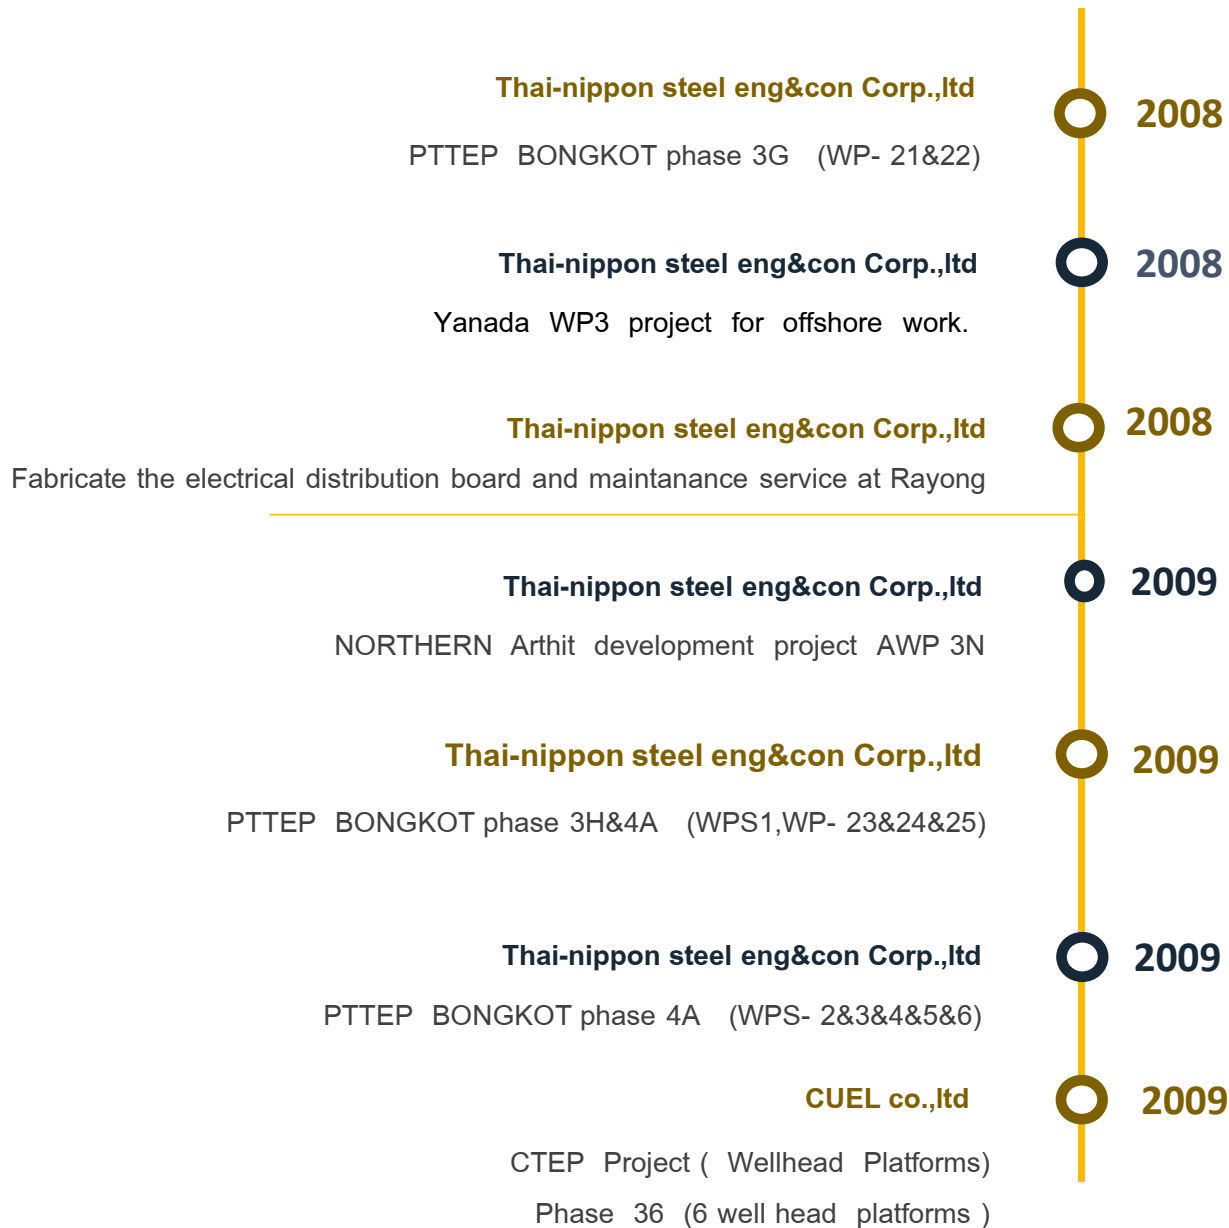 Thai-nippon steel eng&con Corp.,ltd
2008
PTTEP BONGKOT phase 3G (WP- 21&22)
Thai-nippon steel eng&con Corp.,ltd
2008
Yanada WP3 project for offshore work.
Thai-nippon steel eng&con Corp.,ltd
2008
Fabricate the electrical distribution board and maintanance service at Rayong
Thai-nippon steel eng&con Corp.,ltd
2009
NORTHERN Arthit development project AWP 3N
Thai-nippon steel eng&con Corp.,ltd
2009
PTTEP BONGKOT phase 3H&4A (WPS1,WP- 23&24&25)
Thai-nippon steel eng&con Corp.,ltd
2009
PTTEP BONGKOT phase 4A (WPS- 2&3&4&5&6)
CUEL co.,ltd
2009
CTEP Project ( Wellhead Platforms)
Phase 36 (6 well head platforms )